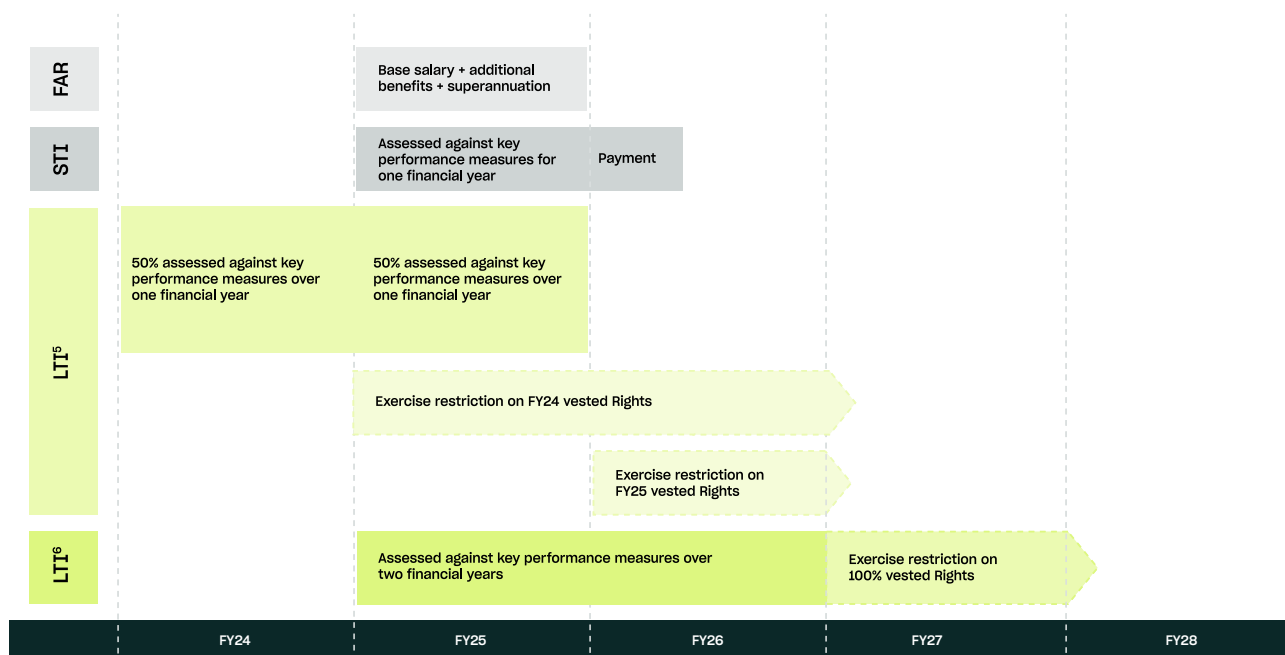 FAR
Base salary + additional
benefits + superannuation
STI
Assessed against key
performance measures for
one financial year
Payment
LTI⁵
50% assessed against key
performance measures over
one financial year
50% assessed against key
performance measures over
one financial year
Exercise restriction on FY24 vested Rights
Exercise restriction on
FY25 vested Rights
LTI⁶
Assessed against key performance measures over
two financial years
Exercise restriction on
100% vested Rights
FY24
FY25
FY26
FY27
FY28